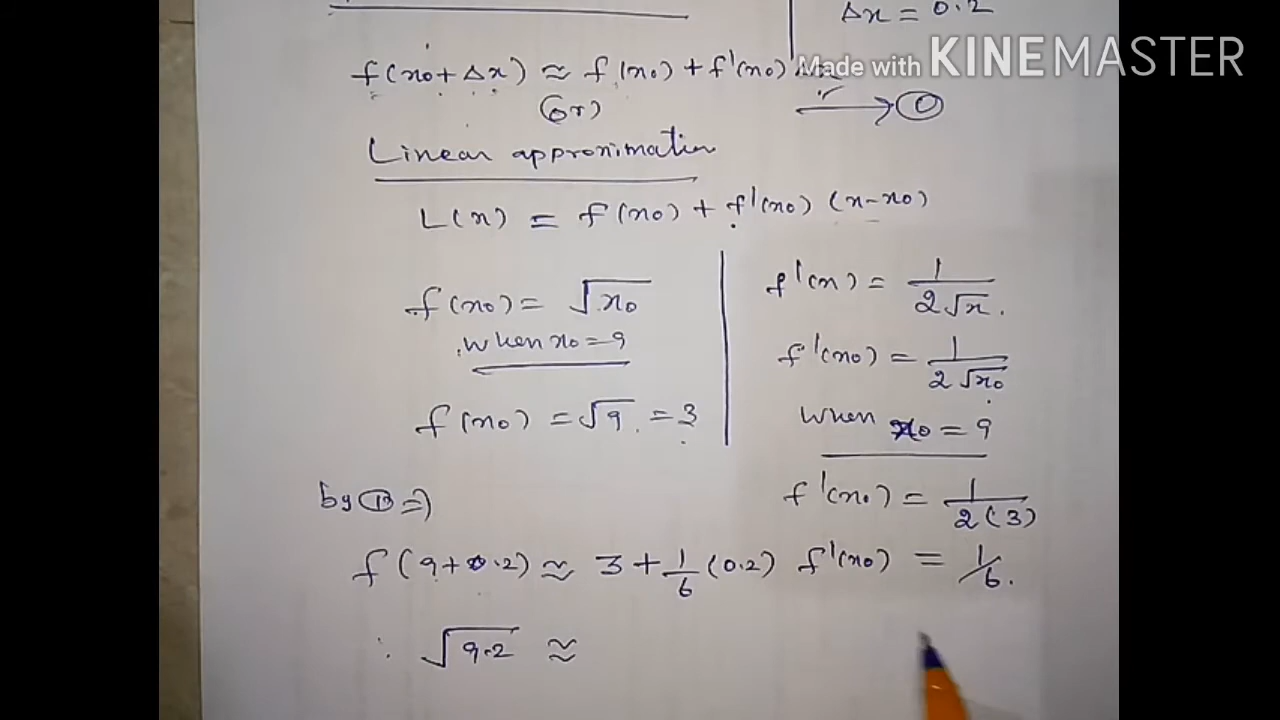 Δx = 0.2
f(x0 + Δx) ≈ f(x0) + f'(x0) Δx
Made with KINEMASTER
(or) → ①
Linear approximation
L(x) = f(x0) + f'(x0) (x-x0)
f(x0) = √x0
when x0 = 9
f(x0) = √9 = 3
f'(x) = 1/2√x.
f'(x0) = 1/2√x0
when x0 = 9
f'(x0) = 1/2(3)
f'(x0) = 1/6.
by ① ⇒
f(9+0.2) ≈ 3 + 1/6 (0.2)
∴ √9.2 ≈